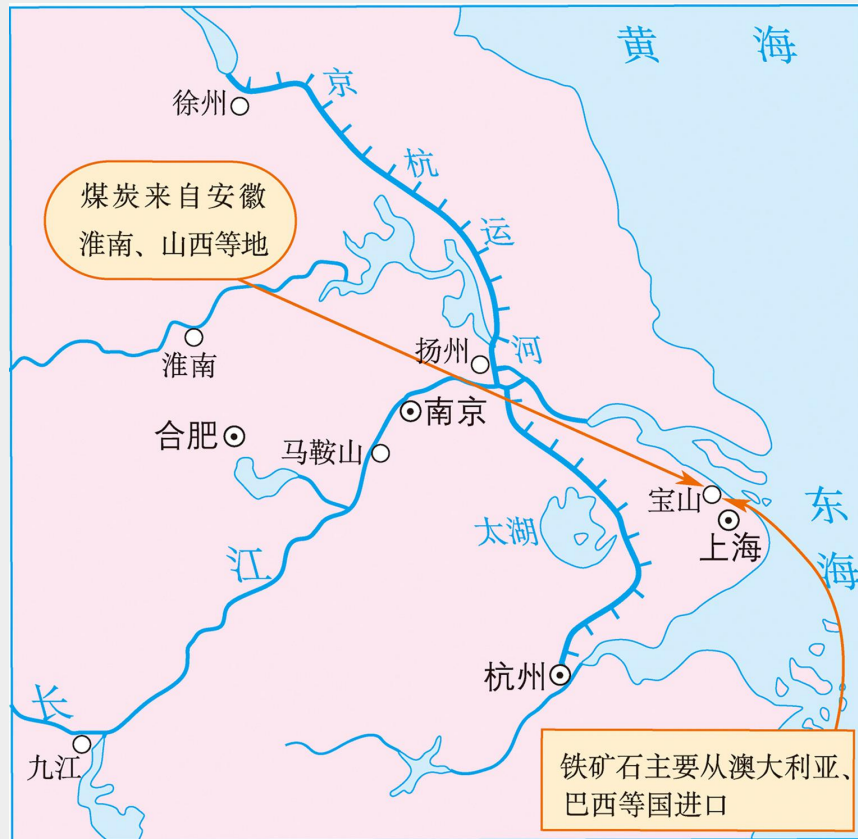 黄海
京杭运河
徐州
煤炭来自安徽
淮南、山西等地
淮南
扬州
南京
合肥
马鞍山
宝山
上海
东海
太湖
长江
杭州
九江
铁矿石主要从澳大利亚、
巴西等国进口